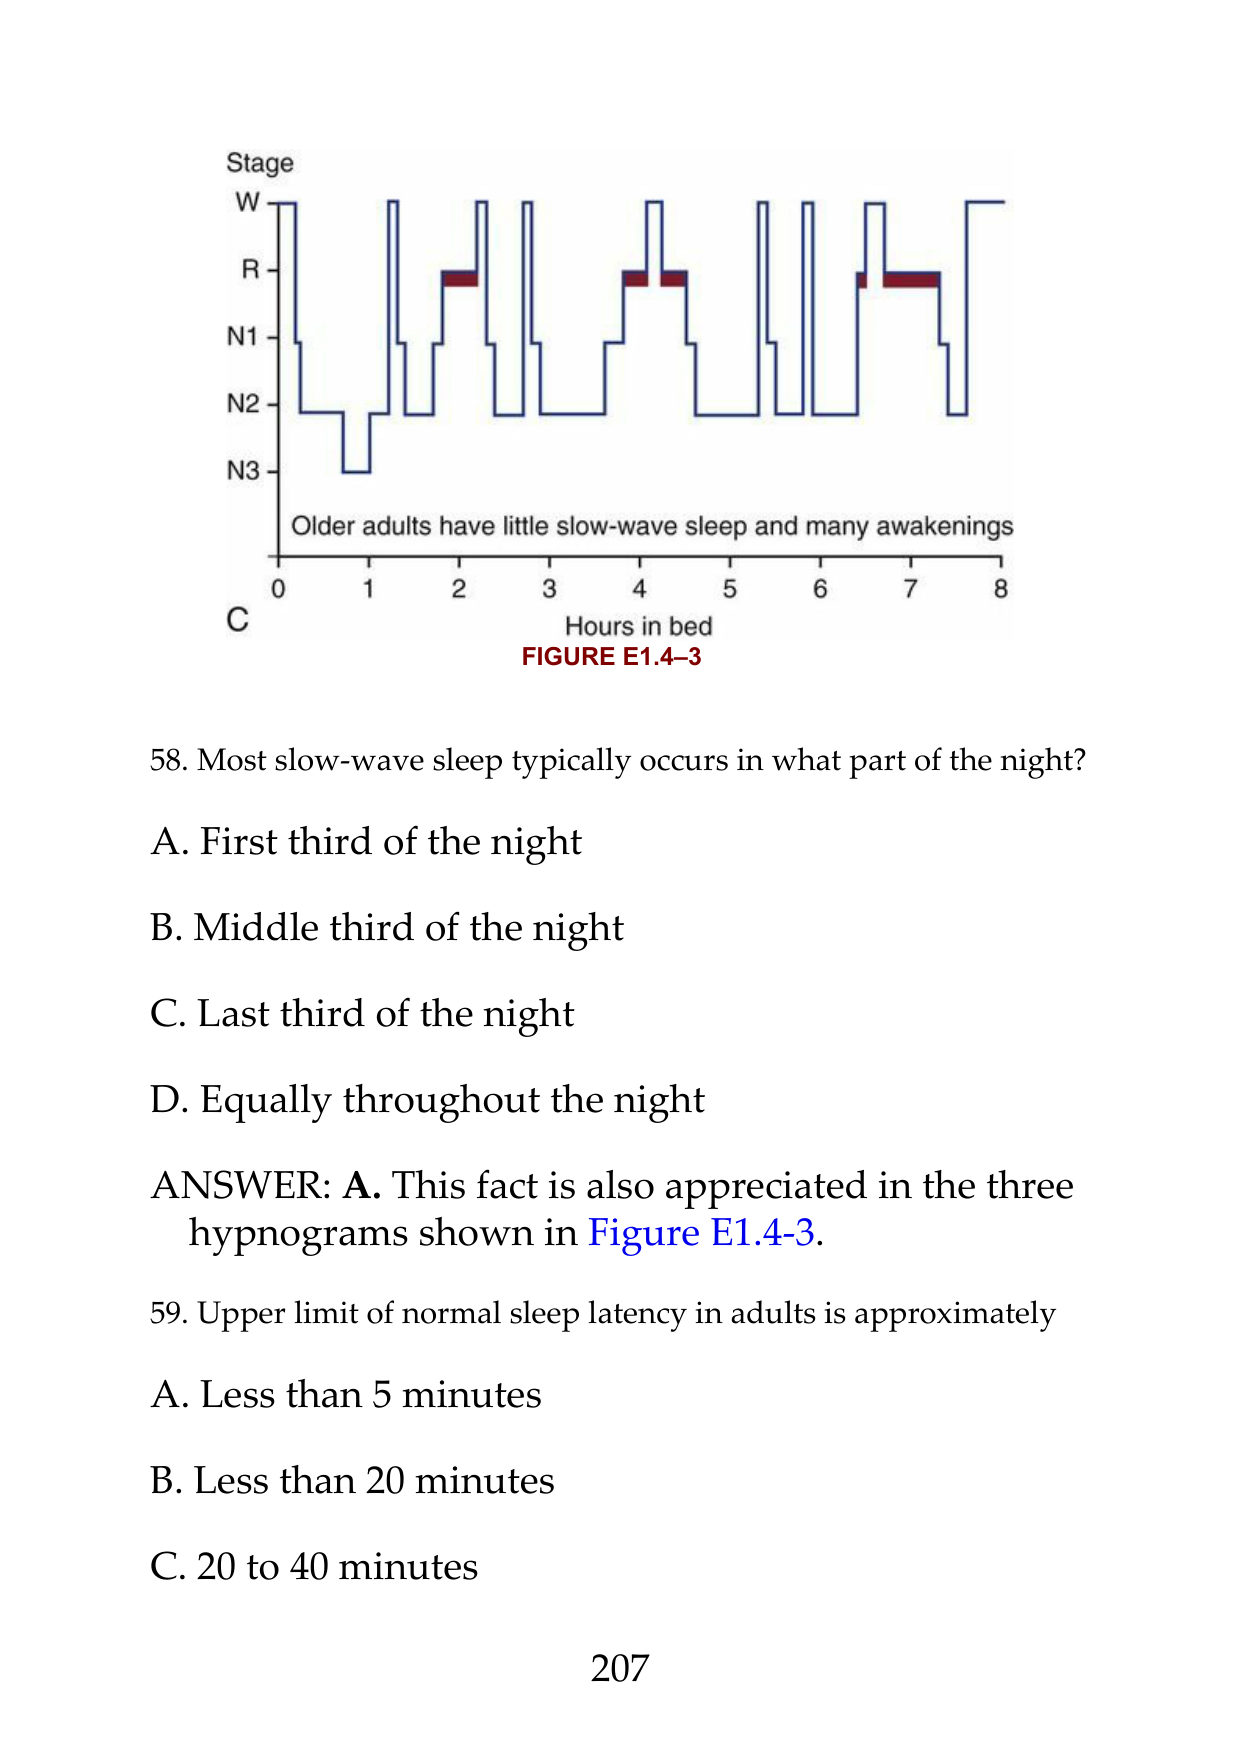 Stage
W
R
N1
N2
N3
Older adults have little slow-wave sleep and many awakenings
0 1 2 3 4 5 6 7 8
C
Hours in bed
FIGURE E1.4–3
58. Most slow-wave sleep typically occurs in what part of the night?
A. First third of the night
B. Middle third of the night
C. Last third of the night
D. Equally throughout the night
ANSWER: A. This fact is also appreciated in the three
hypnograms shown in Figure E1.4-3.
59. Upper limit of normal sleep latency in adults is approximately
A. Less than 5 minutes
B. Less than 20 minutes
C. 20 to 40 minutes
207